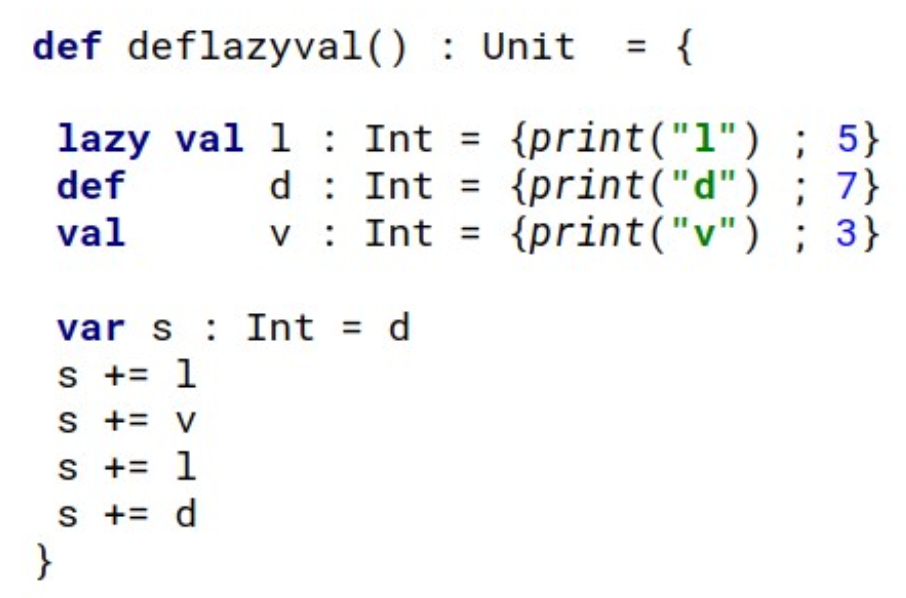 def deflazyval() : Unit  = {
lazy val l : Int = {print("l") ; 5}
def      d : Int = {print("d") ; 7}
val      v : Int = {print("v") ; 3}
var s : Int = d
s += l
s += v
s += l
s += d
}